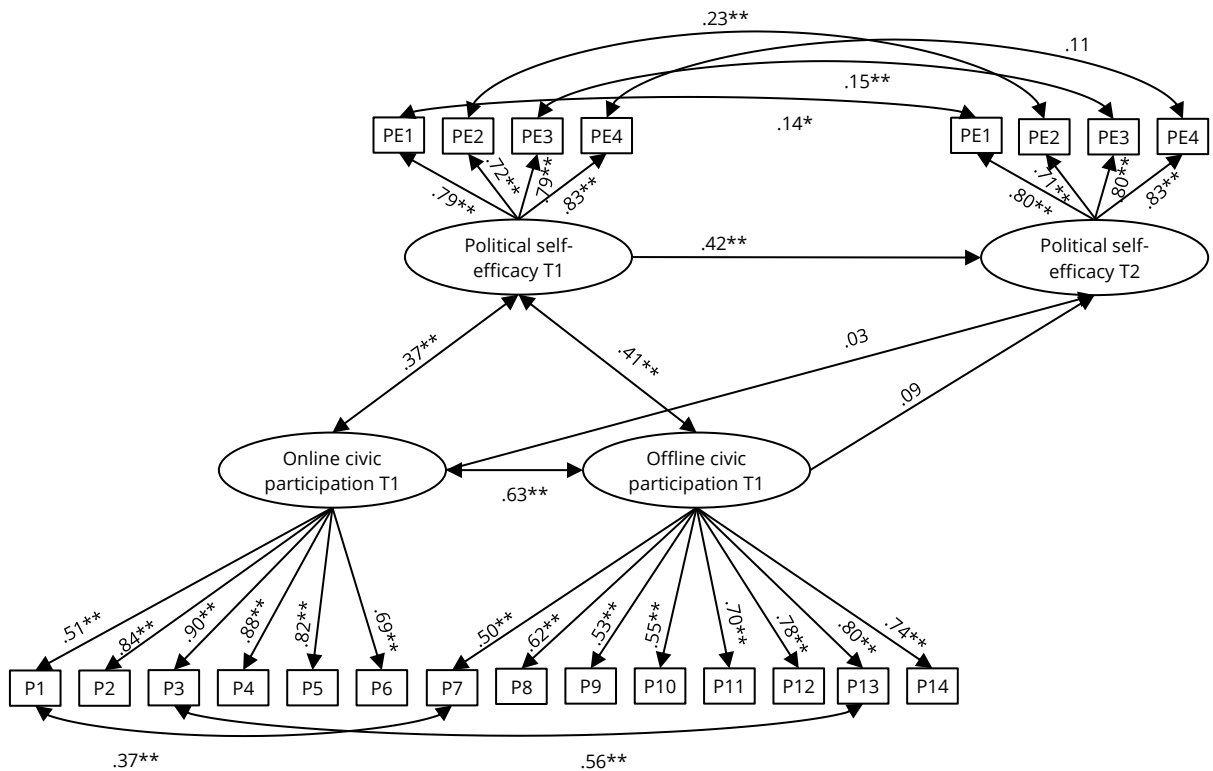 .23**
.11
.15**
.14*
PE1 PE2 PE3 PE4 PE1 PE2 PE3 PE4
.79** .72** .79** .83** .80** .71** .80** .83**
Political self-
efficacy T1
.42**
Political self-
efficacy T2
.37** .41** .03
.09
Online civic
participation T1
.63**
Offline civic
participation T1
.51** .84** .90** .88** .82** .69** .50** .62** .53** .55** .70** .78** .80** .74**
P1 P2 P3 P4 P5 P6 P7 P8 P9 P10 P11 P12 P13 P14
.37** .56**